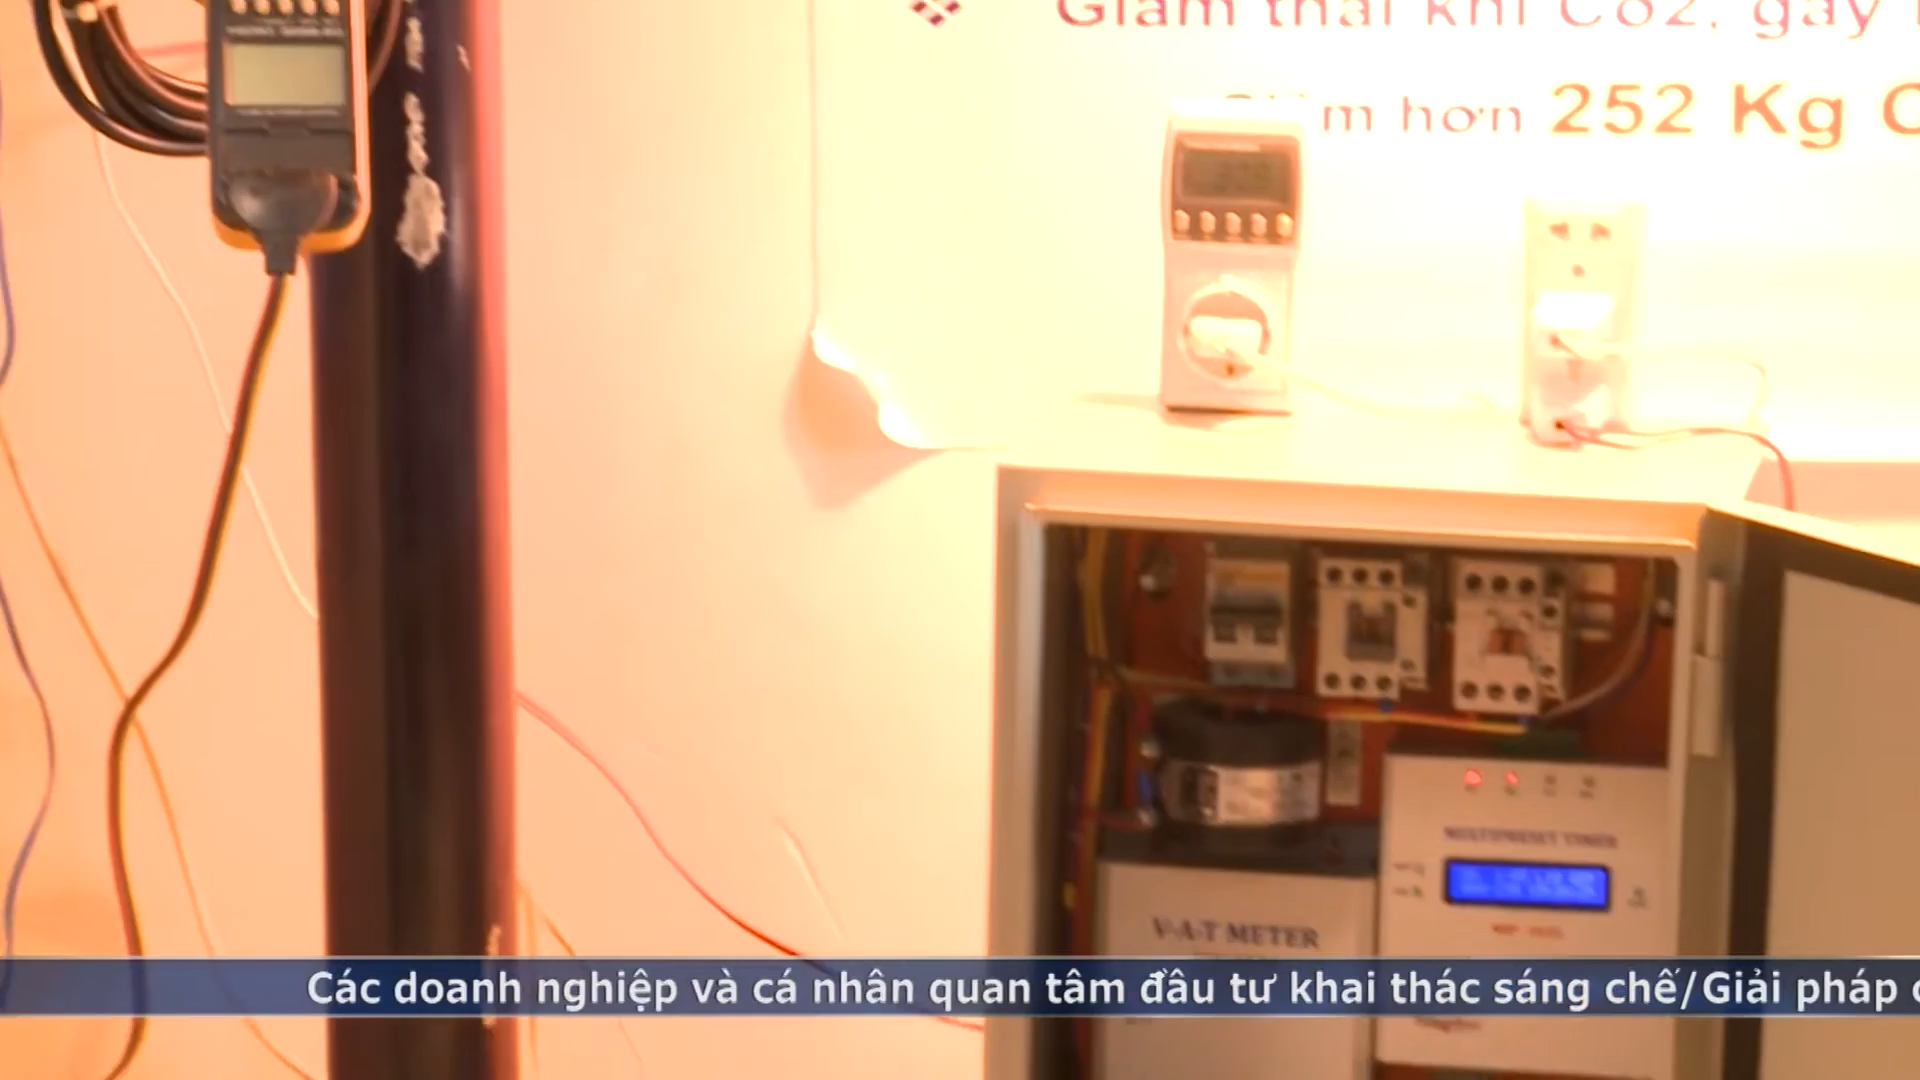 Giảm thải khí Co2, gây
Giảm hơn 252 Kg C
MULTIPRESET TIMER
V-A-T METER
Các doanh nghiệp và cá nhân quan tâm đầu tư khai thác sáng chế/Giải pháp